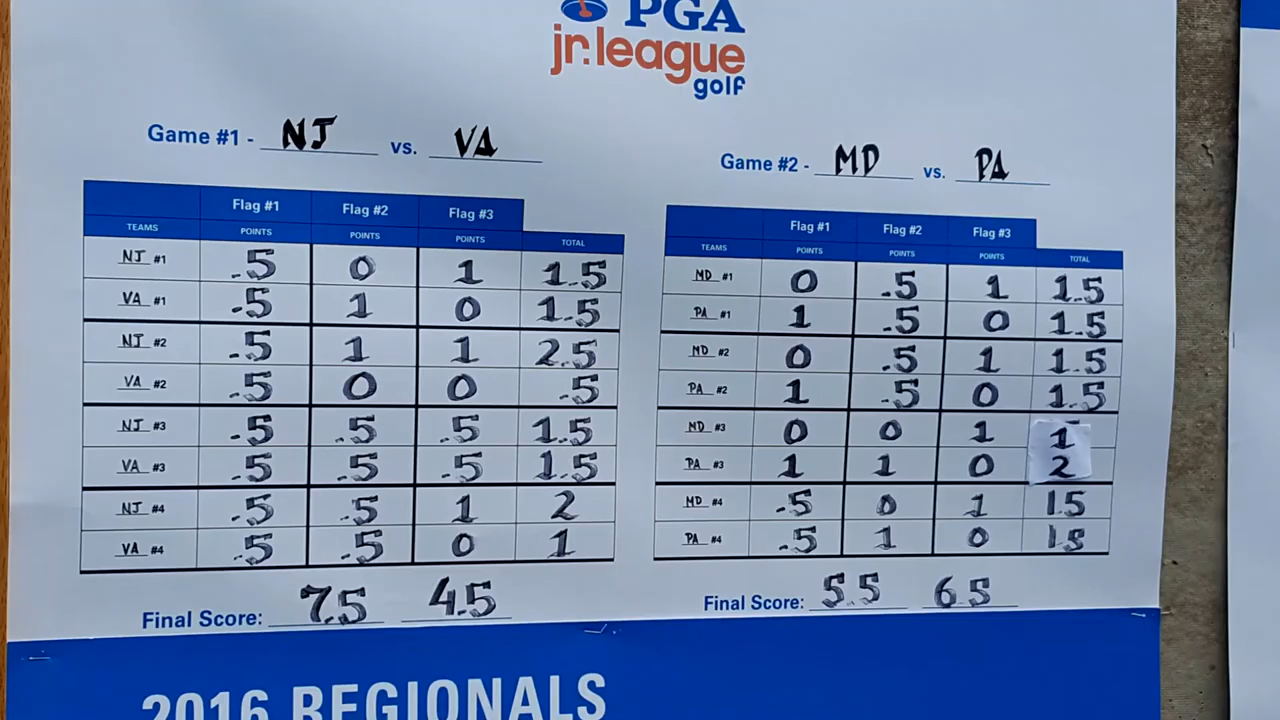 PGA
jr.league
golf
Game #1 - NJ vs. VA
Flag #1 Flag #2 Flag #3
TEAMS POINTS POINTS POINTS TOTAL
NJ #1 .5 0 1 1.5
VA #1 .5 1 0 1.5
NJ #2 .5 1 1 2.5
VA #2 .5 0 0 .5
NJ #3 .5 .5 .5 1.5
VA #3 .5 .5 .5 1.5
NJ #4 .5 .5 1 2
VA #4 .5 .5 0 1
Final Score: 7.5 4.5
Game #2 - MD vs. PA
Flag #1 Flag #2 Flag #3
TEAMS POINTS POINTS POINTS TOTAL
MD #1 0 .5 1 1.5
PA #1 1 .5 0 1.5
MD #2 0 .5 1 1.5
PA #2 1 .5 0 1.5
MD #3 0 0 1 1
PA #3 1 1 0 2
MD #4 .5 0 1 1.5
PA #4 .5 1 0 1.5
Final Score: 5.5 6.5
2016 REGIONALS